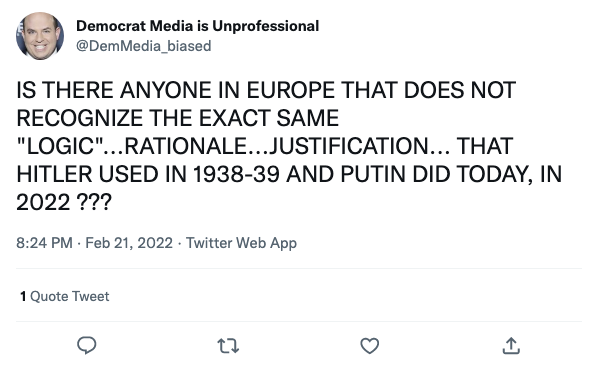 Democrat Media is Unprofessional
@DemMedia_biased
IS THERE ANYONE IN EUROPE THAT DOES NOT
RECOGNIZE THE EXACT SAME
"LOGIC"...RATIONALE...JUSTIFICATION... THAT
HITLER USED IN 1938-39 AND PUTIN DID TODAY, IN
2022 ???
8:24 PM · Feb 21, 2022 · Twitter Web App
1 Quote Tweet